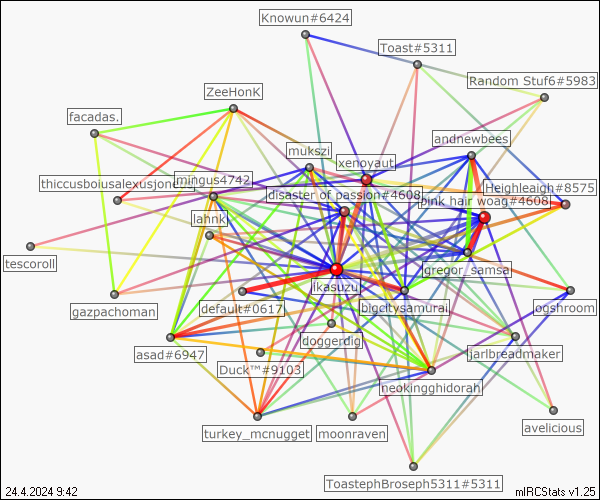 Knowun#6424
Toast#5311
Random Stuf6#5983
ZeeHonK
facadas.
andnewbees
mukszi
xenoyaut
thiccusboiusalexusjone
mingus4742
Heighleaigh#8575
disaster of passion#4608
pink hair woag#4608
lahnk
tescoroll
gregor_samsa
ikasuzu
gazpachoman
default#0617
bigcitysamurai
ogshroom
doggerdig
asad#6947
jarlbreadmaker
Duck™#9103
neokingghidorah
turkey_mcnugget
moonraven
avelicious
ToastephBroseph5311#5311
24.4.2024 9:42
mIRCStats v1.25